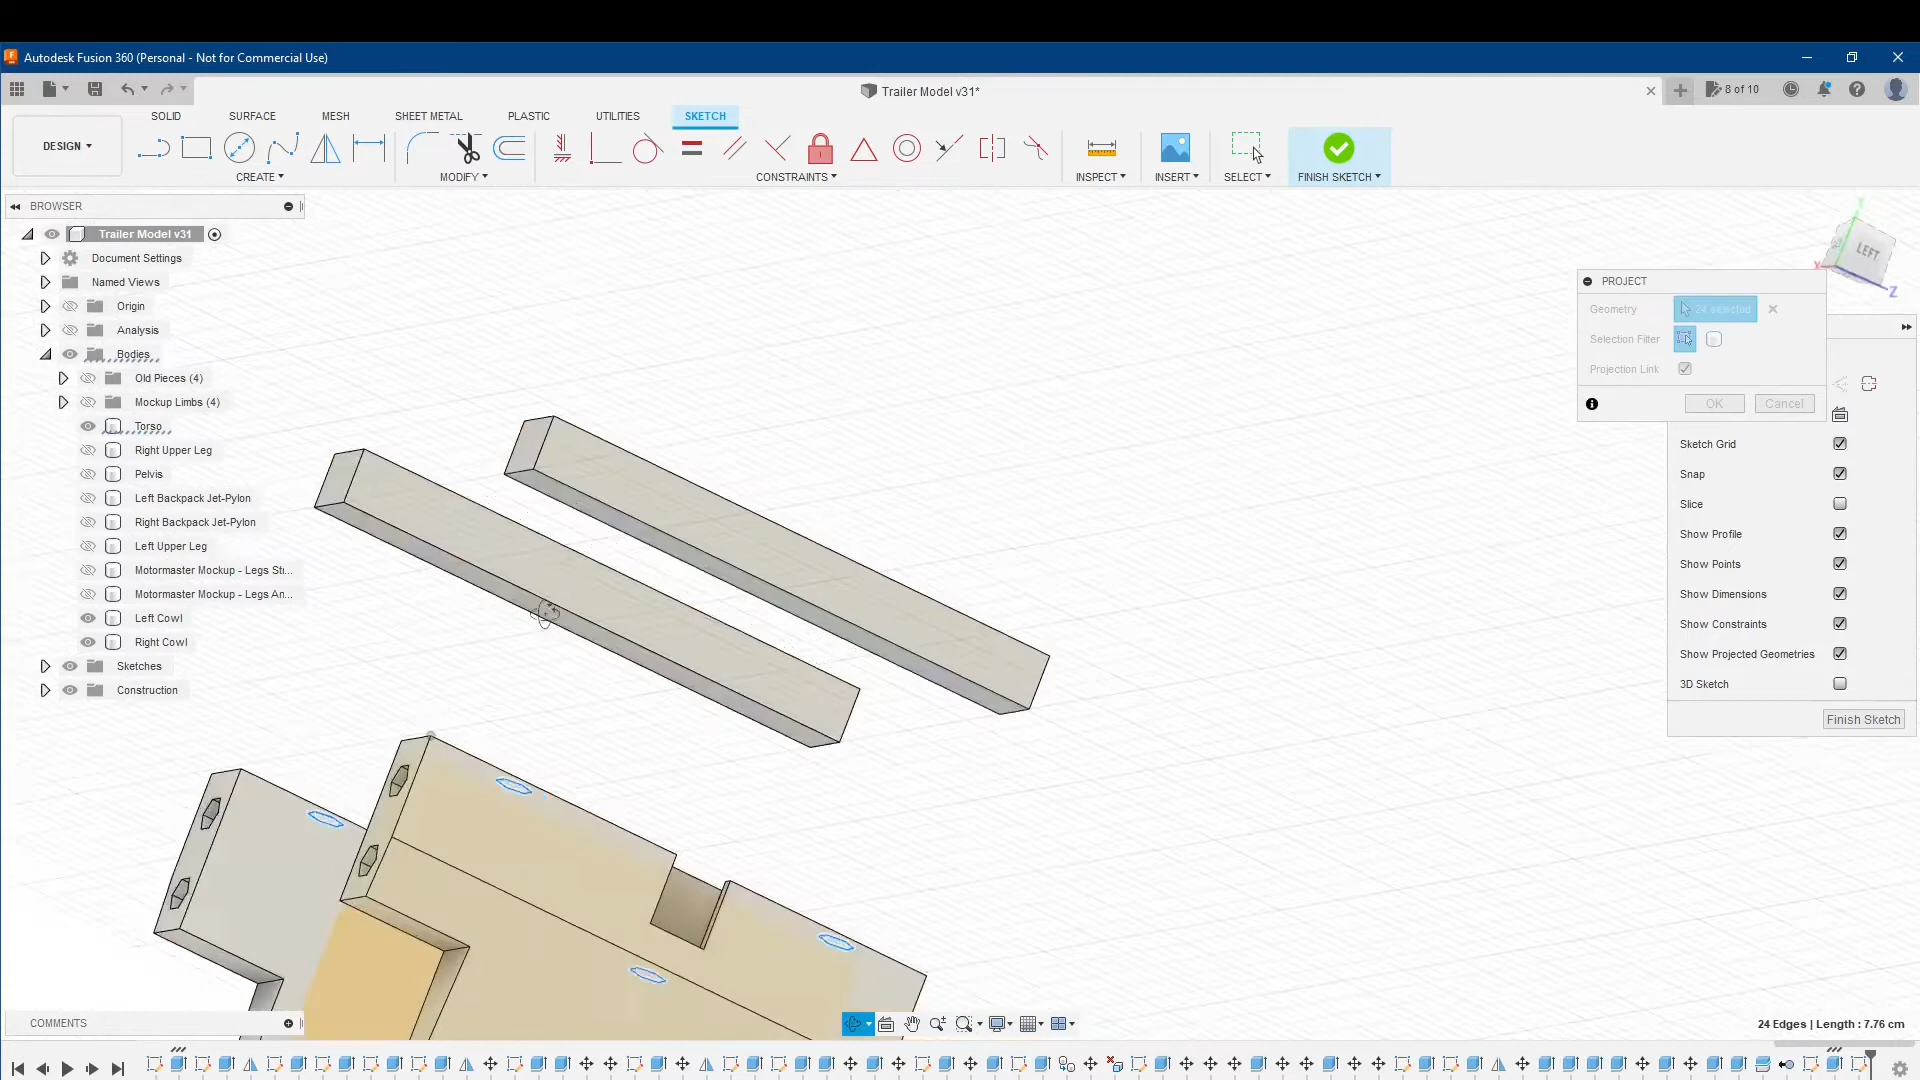 Autodesk Fusion 360 (Personal - Not for Commercial Use)
Trailer Model v31*
8 of 10
SOLID SURFACE MESH SHEET METAL PLASTIC UTILITIES SKETCH
DESIGN
CREATE MODIFY CONSTRAINTS INSPECT INSERT SELECT FINISH SKETCH
BROWSER
Trailer Model v31
Document Settings
Named Views
Origin
Analysis
Bodies
Old Pieces (4)
Mockup Limbs (4)
Torso
Right Upper Leg
Pelvis
Left Backpack Jet-Pylon
Right Backpack Jet-Pylon
Left Upper Leg
Motormaster Mockup - Legs Str...
Motormaster Mockup - Legs An...
Left Cowl
Right Cowl
Sketches
Construction
LEFT
X
Y
Z
PROJECT
Geometry 24 selected
Selection Filter
Projection Link
OK Cancel
Sketch Grid
Snap
Slice
Show Profile
Show Points
Show Dimensions
Show Constraints
Show Projected Geometries
3D Sketch
Finish Sketch
COMMENTS
24 Edges | Length : 7.76 cm